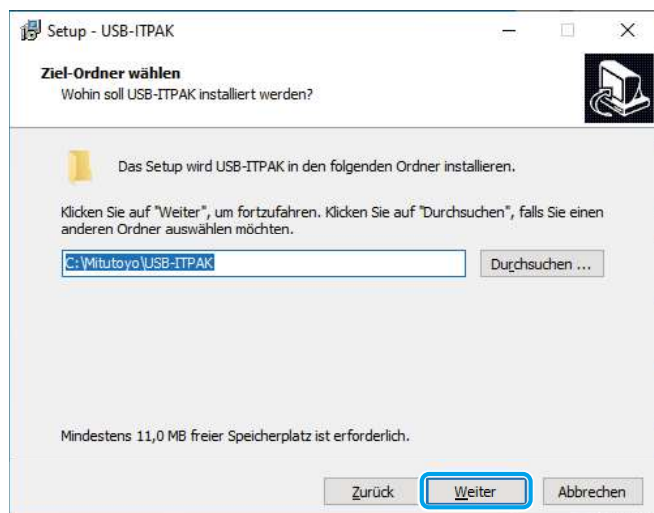 Setup - USB-ITPAK
Ziel-Ordner wählen
Wohin soll USB-ITPAK installiert werden?
Das Setup wird USB-ITPAK in den folgenden Ordner installieren.
Klicken Sie auf "Weiter", um fortzufahren. Klicken Sie auf "Durchsuchen", falls Sie einen
anderen Ordner auswählen möchten.
C:\Mitutoyo\USB-ITPAK
Durchsuchen ...
Mindestens 11,0 MB freier Speicherplatz ist erforderlich.
Zurück
Weiter
Abbrechen